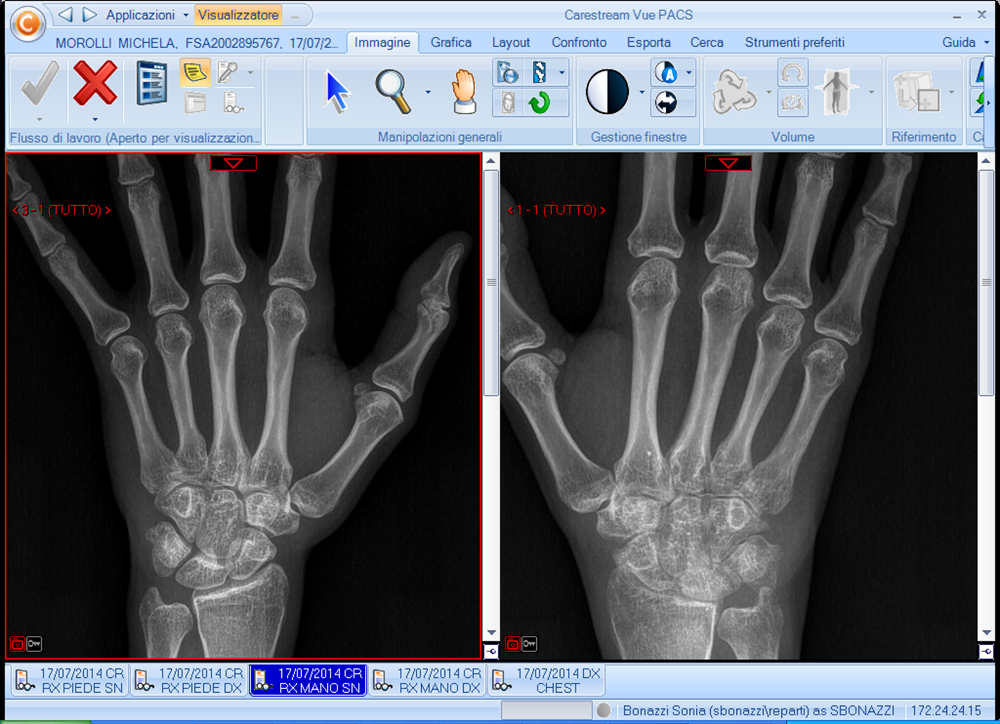 Applicazioni Visualizzatore Carestream Vue PACS
MOROLLI MICHELA, FSA2002895767, 17/07/2... Immagine Grafica Layout Confronto Esporta Cerca Strumenti preferiti Guida
Flusso di lavoro (Aperto per visualizzazion... Manipolazioni generali Gestione finestre Volume Riferimento
<3-1 (TUTTO)> <1-1 (TUTTO)>
17/07/2014 CR 17/07/2014 CR 17/07/2014 CR 17/07/2014 CR 17/07/2014 DX
RX PIEDE SN RX PIEDE DX RX MANO SN RX MANO DX CHEST
Bonazzi Sonia (sbonazzi\reparti) as SBONAZZI 172.24.24.15